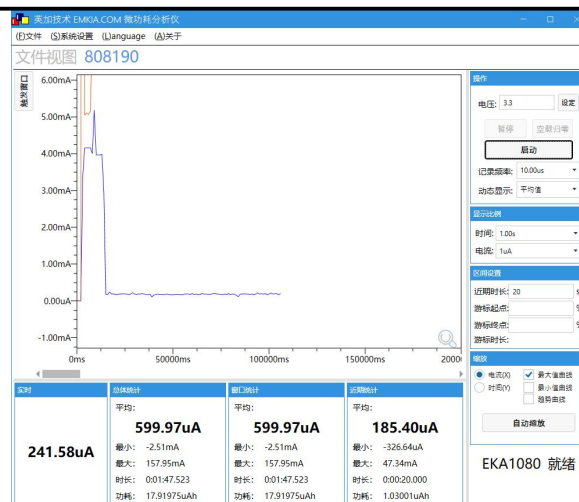 英加技术 EMKIA.COM 微功耗分析仪
(F)文件 (S)系统设置 (L)anguage (A)关于
文件视图 808190
触发窗口
6.00mA
5.00mA
4.00mA
3.00mA
2.00mA
1.00mA
0.00uA
-1.00mA
0ms 50000ms 100000ms 150000ms 2000
操作
电压: 3.3 设定
暂停 空载归零
启动
记录频率: 10.00us
动态显示: 平均值
显示比例
时间: 1.00s
电流: 1uA
区间设置
近期时长: 20 s
游标起点: %
游标终点: %
游标时长:
缩放
电流(X) 最大值曲线
时间(Y) 最小值曲线
趋势曲线
自动缩放
EKA1080 就绪
实时
241.58uA
总体统计
平均:
599.97uA
最小: -2.51mA
最大: 157.95mA
时长: 0:01:47.523
功耗: 17.91975uAh
窗口统计
平均:
599.97uA
最小: -2.51mA
最大: 157.95mA
时长: 0:01:47.523
功耗: 17.91975uAh
近期统计
平均:
185.40uA
最小: -326.64uA
最大: 47.34mA
时长: 0:00:20.000
功耗: 1.03001uAh